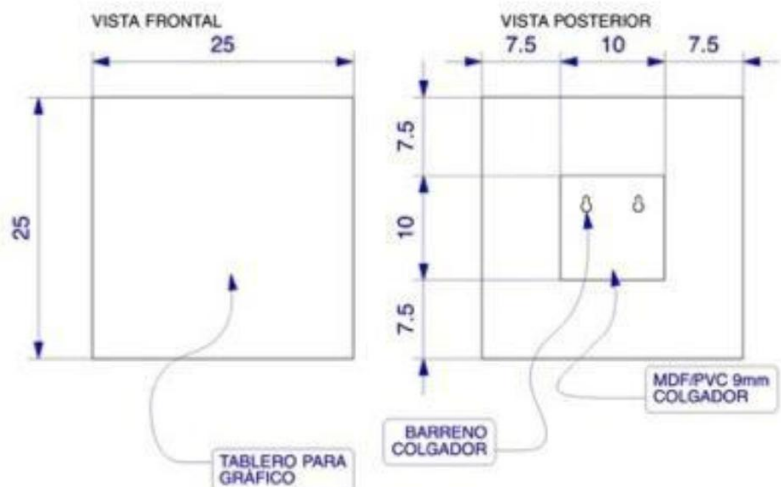 VISTA FRONTAL
25
25
TABLERO PARA
GRÁFICO
VISTA POSTERIOR
7.5 10 7.5
7.5
10
7.5
MDF/PVC 9mm
COLGADOR
BARRENO
COLGADOR